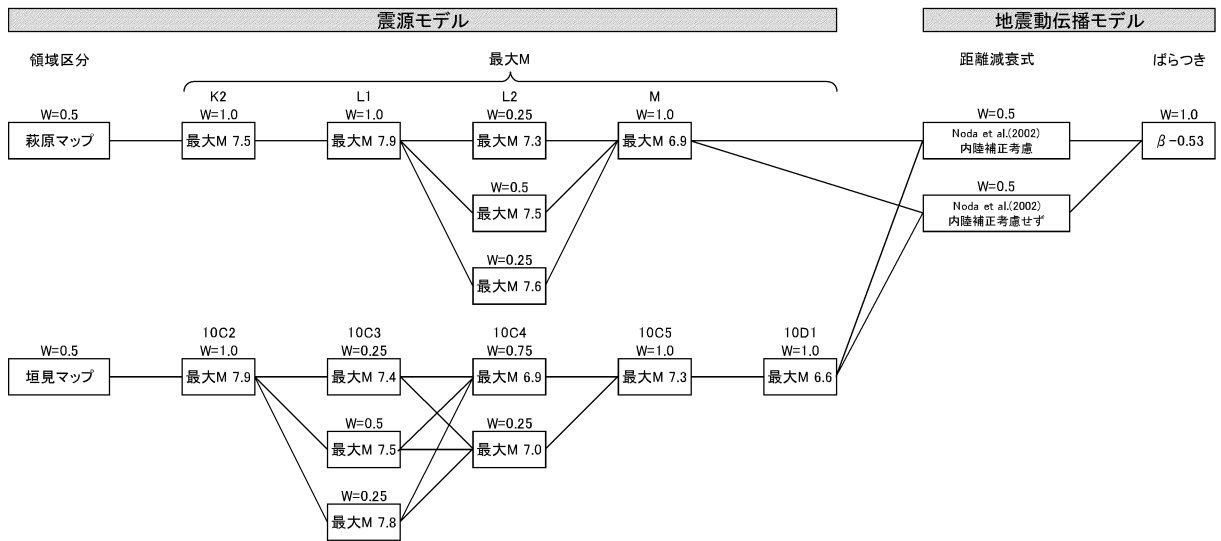 震源モデル
地震動伝播モデル
領域区分
最大M
距離減衰式
ばらつき
K2
L1
L2
M
W=0.5
W=1.0
W=1.0
W=0.25
W=1.0
W=0.5
W=1.0
萩原マップ
最大M 7.5
最大M 7.9
最大M 7.3
最大M 6.9
Noda et al.(2002)
内陸補正考慮
β-0.53
W=0.5
W=0.5
最大M 7.5
Noda et al.(2002)
内陸補正考慮せず
W=0.25
最大M 7.6
10C2
10C3
10C4
10C5
10D1
W=0.5
W=1.0
W=0.25
W=0.75
W=1.0
W=1.0
垣見マップ
最大M 7.9
最大M 7.4
最大M 6.9
最大M 7.3
最大M 6.6
W=0.5
W=0.25
最大M 7.5
最大M 7.0
W=0.25
最大M 7.8